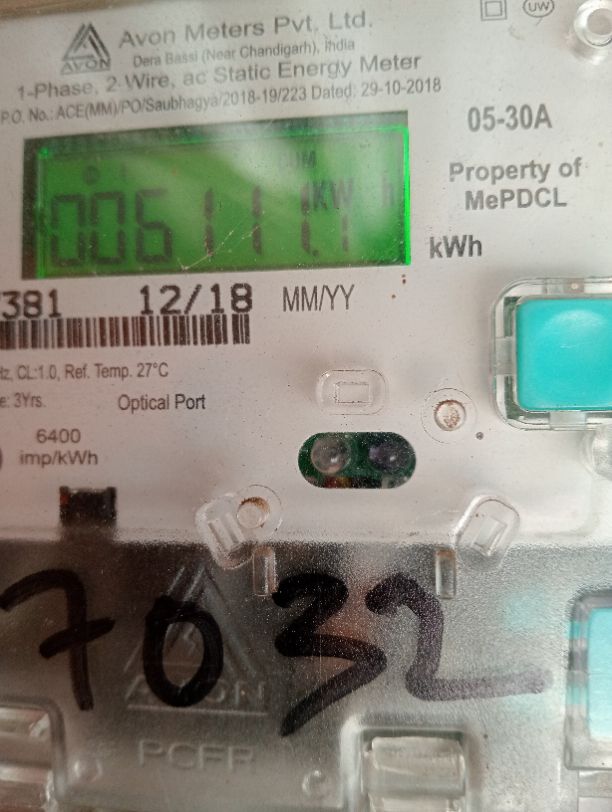 UW
Avon Meters Pvt. Ltd.
AVON
Dera Bassi (Near Chandigarh), India
1-Phase, 2-Wire, ac Static Energy Meter
P.O. No.: ACE(MM)/PO/Saubhagya/2018-19/223 Dated: 29-10-2018
05-30A
CUM
006111.1 KW h
Property of
MePDCL
kWh
381 12/18 MM/YY
Hz, CL:1.0, Ref. Temp. 27°C
e: 3Yrs. Optical Port
6400
imp/kWh
7032
AVON